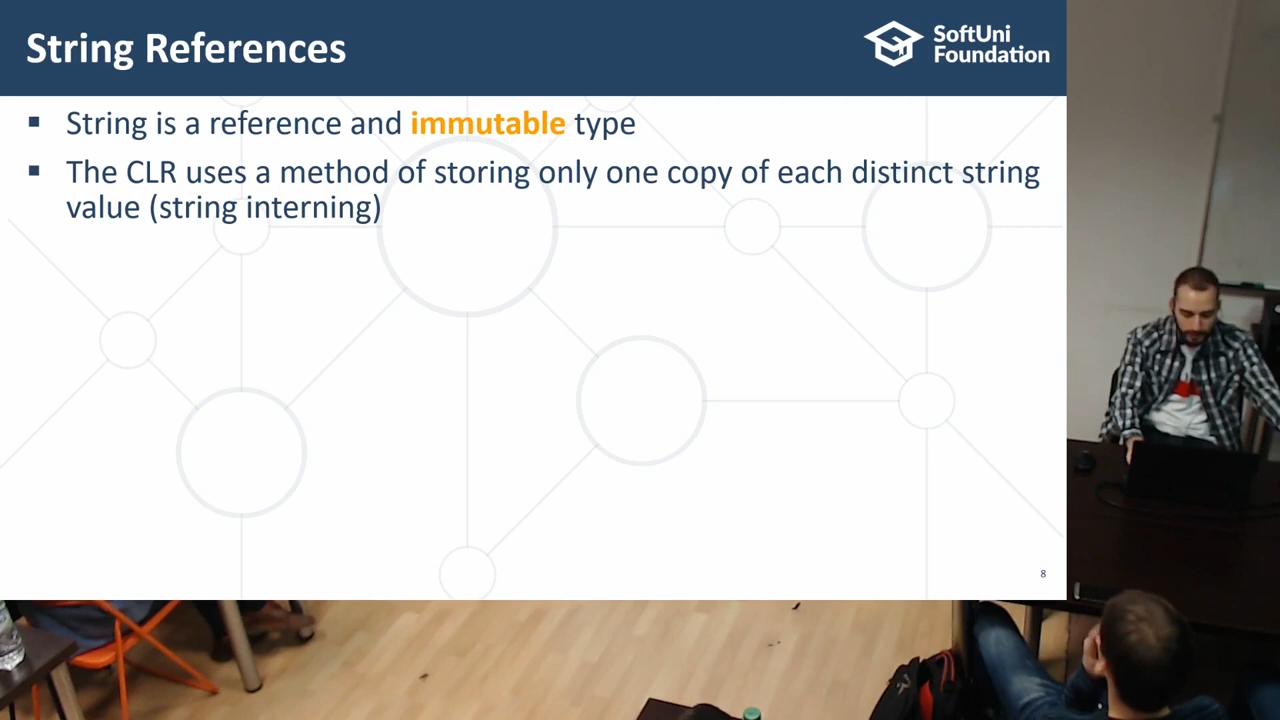 String References
SoftUni
Foundation
▪ String is a reference and immutable type
▪ The CLR uses a method of storing only one copy of each distinct string
value (string interning)
8